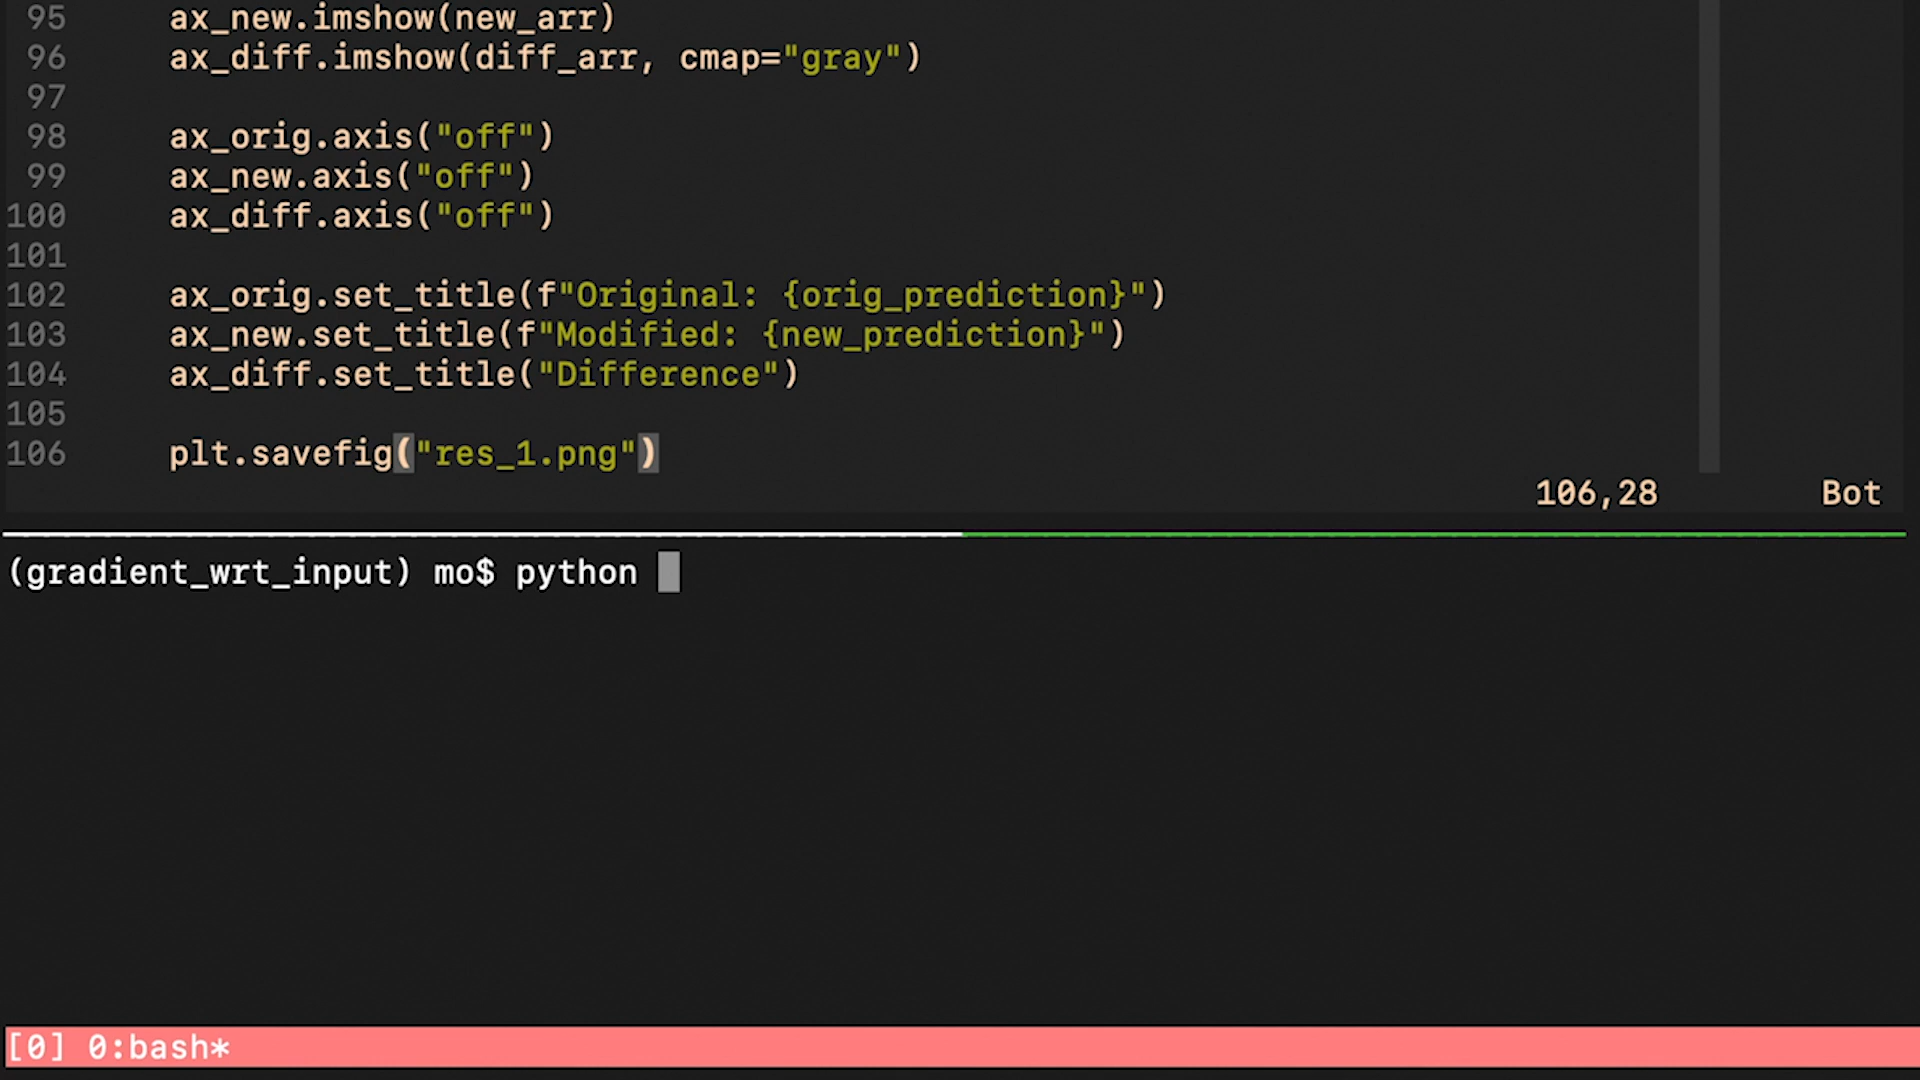 95 ax_new.imshow(new_arr)
96 ax_diff.imshow(diff_arr, cmap="gray")
97
98 ax_orig.axis("off")
99 ax_new.axis("off")
100 ax_diff.axis("off")
101
102 ax_orig.set_title(f"Original: {orig_prediction}")
103 ax_new.set_title(f"Modified: {new_prediction}")
104 ax_diff.set_title("Difference")
105
106 plt.savefig("res_1.png")
106,28 Bot
(gradient_wrt_input) mo$ python
[0] 0:bash*